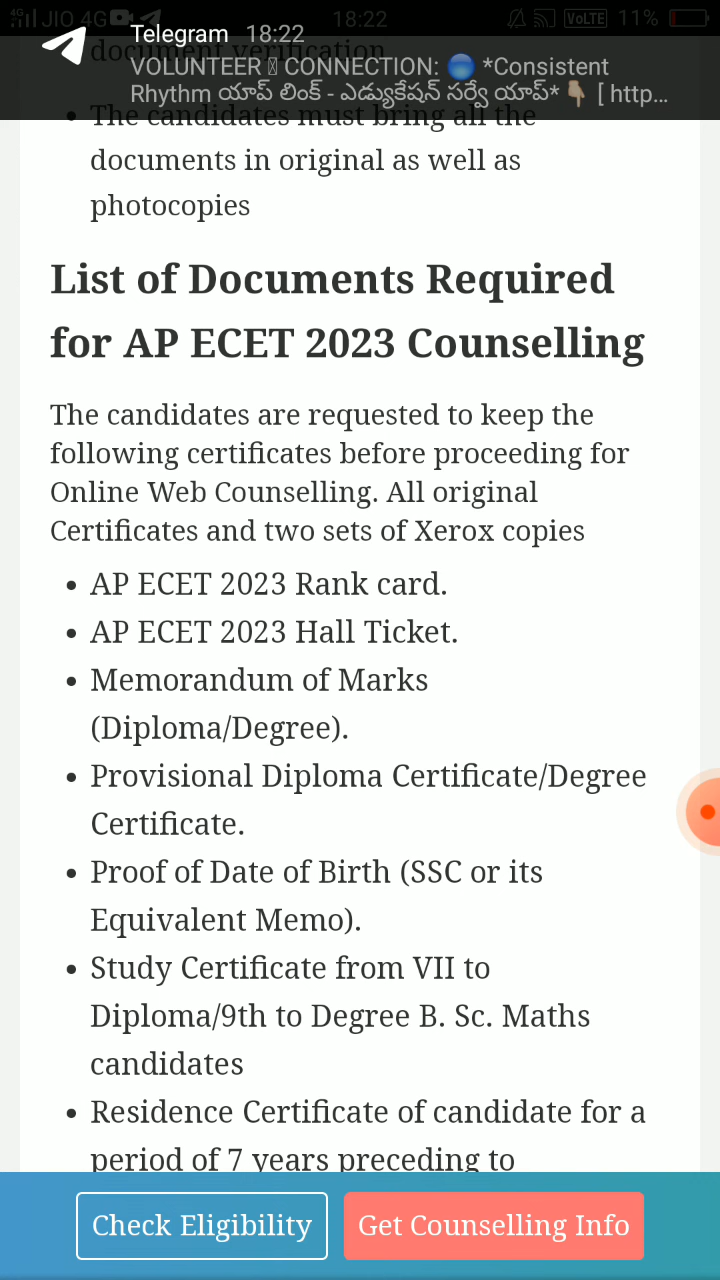 4G JIO 4G 18:22 VoLTE 11%
Telegram 18:22
document verification
VOLUNTEER CONNECTION: 🔵 *Consistent
Rhythm యాప్ లింక్ - ఎడ్యుకేషన్ సర్వే యాప్* 👇🏼 [ http...
• The candidates must bring all the
documents in original as well as
photocopies
List of Documents Required
for AP ECET 2023 Counselling
The candidates are requested to keep the
following certificates before proceeding for
Online Web Counselling. All original
Certificates and two sets of Xerox copies
• AP ECET 2023 Rank card.
• AP ECET 2023 Hall Ticket.
• Memorandum of Marks
(Diploma/Degree).
• Provisional Diploma Certificate/Degree
Certificate.
• Proof of Date of Birth (SSC or its
Equivalent Memo).
• Study Certificate from VII to
Diploma/9th to Degree B. Sc. Maths
candidates
• Residence Certificate of candidate for a
period of 7 years preceding to
Check Eligibility
Get Counselling Info